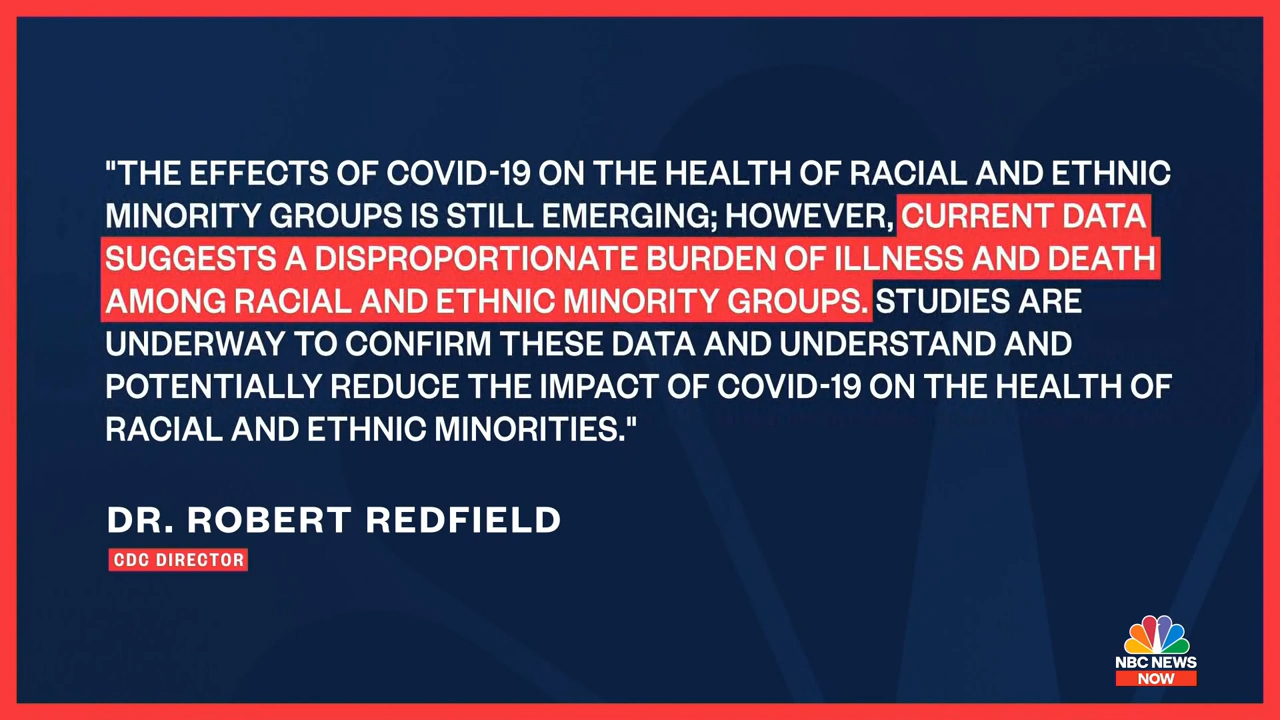 "THE EFFECTS OF COVID-19 ON THE HEALTH OF RACIAL AND ETHNIC
MINORITY GROUPS IS STILL EMERGING; HOWEVER, CURRENT DATA
SUGGESTS A DISPROPORTIONATE BURDEN OF ILLNESS AND DEATH
AMONG RACIAL AND ETHNIC MINORITY GROUPS. STUDIES ARE
UNDERWAY TO CONFIRM THESE DATA AND UNDERSTAND AND
POTENTIALLY REDUCE THE IMPACT OF COVID-19 ON THE HEALTH OF
RACIAL AND ETHNIC MINORITIES."
DR. ROBERT REDFIELD
CDC DIRECTOR
NBC NEWS
NOW